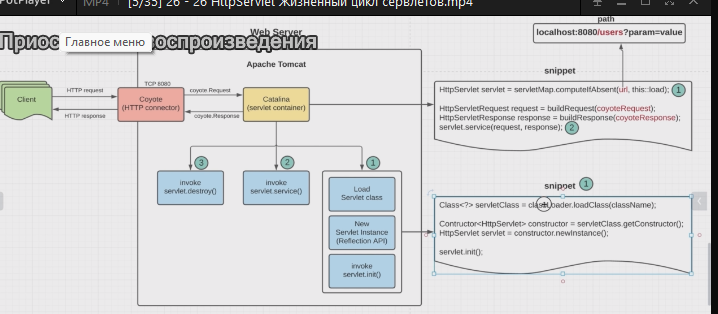 PotPlayer
MP4
[5/35] 26 - 26 HttpServlet Жизненный цикл сервлетов.mp4
Главное меню
воспроизведения
Web Server
Apache Tomcat
path
localhost:8080/users?param=value
Client
HTTP request
HTTP response
TCP 8080
Coyote
(HTTP connector)
coyote.Request
coyote.Response
Catalina
(servlet container)
3
invoke
servlet.destroy()
2
invoke
servlet.service()
1
Load
Servlet class
New
Servlet Instance
(Reflection API)
invoke
servlet.init()
snippet
HttpServlet servlet = servletMap.computeIfAbsent(url, this::load);
1
HttpServletRequest request = buildRequest(coyoteRequest);
HttpServletResponse response = buildResponse(coyoteResponse);
servlet.service(request, response);
2
snippet
1
Class<?> servletClass = classLoader.loadClass(className);
Contructor<HttpServlet> constructor = servletClass.getConstructor();
HttpServlet servlet = constructor.newInstance();
servlet.init();